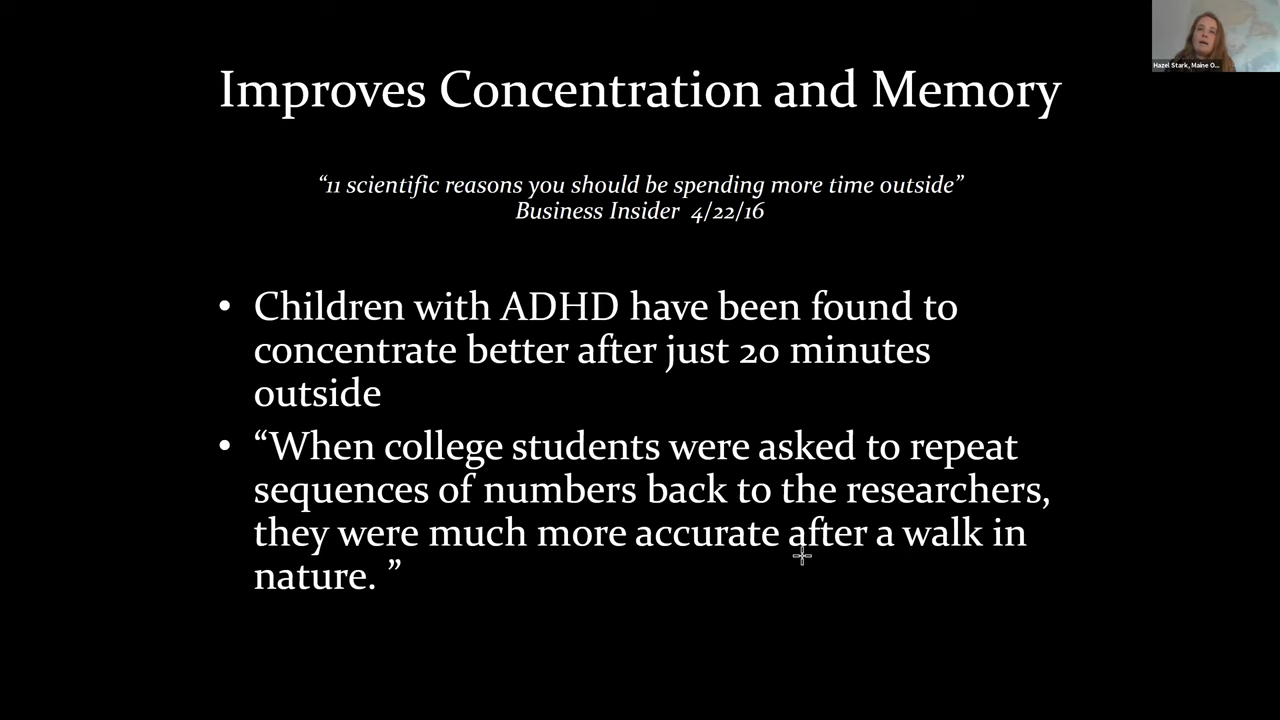 Hazel Stark, Maine O...
Improves Concentration and Memory
“11 scientific reasons you should be spending more time outside”
Business Insider 4/22/16
• Children with ADHD have been found to
concentrate better after just 20 minutes
outside
• “When college students were asked to repeat
sequences of numbers back to the researchers,
they were much more accurate after a walk in
nature. ”